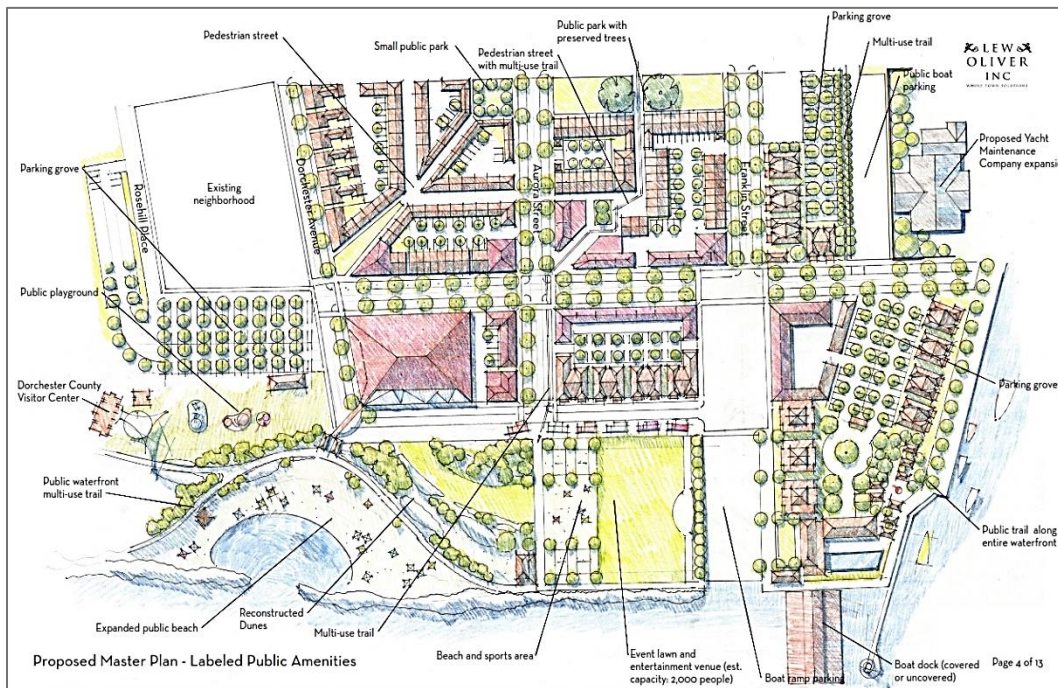 Pedestrian street
Small public park
Public park with
preserved trees
Pedestrian street
with multi-use trail
Parking grove
Multi-use trail
Public boat
parking
LEW
OLIVER
INC
WHOLE TOWN SOLUTIONS
Proposed Yacht
Maintenance
Company expansi
Parking grove
Rosehill Place
Existing
neighborhood
Dorchester Avenue
Aurora Street
Franklin Street
Public playground
Dorchester County
Visitor Center
Parking grove
Public waterfront
multi-use trail
Public trail along
entire waterfront
Expanded public beach
Reconstructed
Dunes
Multi-use trail
Beach and sports area
Event lawn and
entertainment venue (est.
capacity: 2,000 people)
Boat ramp parking
Boat dock (covered
or uncovered)
Proposed Master Plan - Labeled Public Amenities
Page 4 of 13